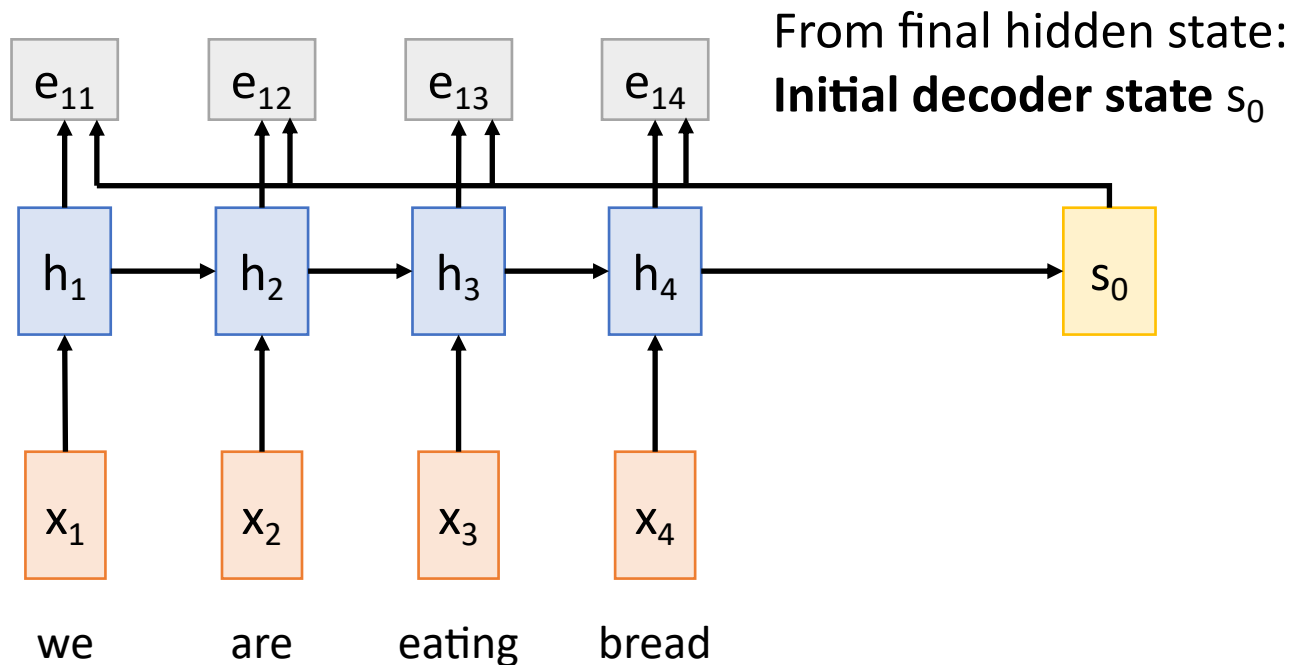 From final hidden state:
Initial decoder state s₀
e₁₁ e₁₂ e₁₃ e₁₄
h₁ h₂ h₃ h₄ s₀
x₁ x₂ x₃ x₄
we are eating bread